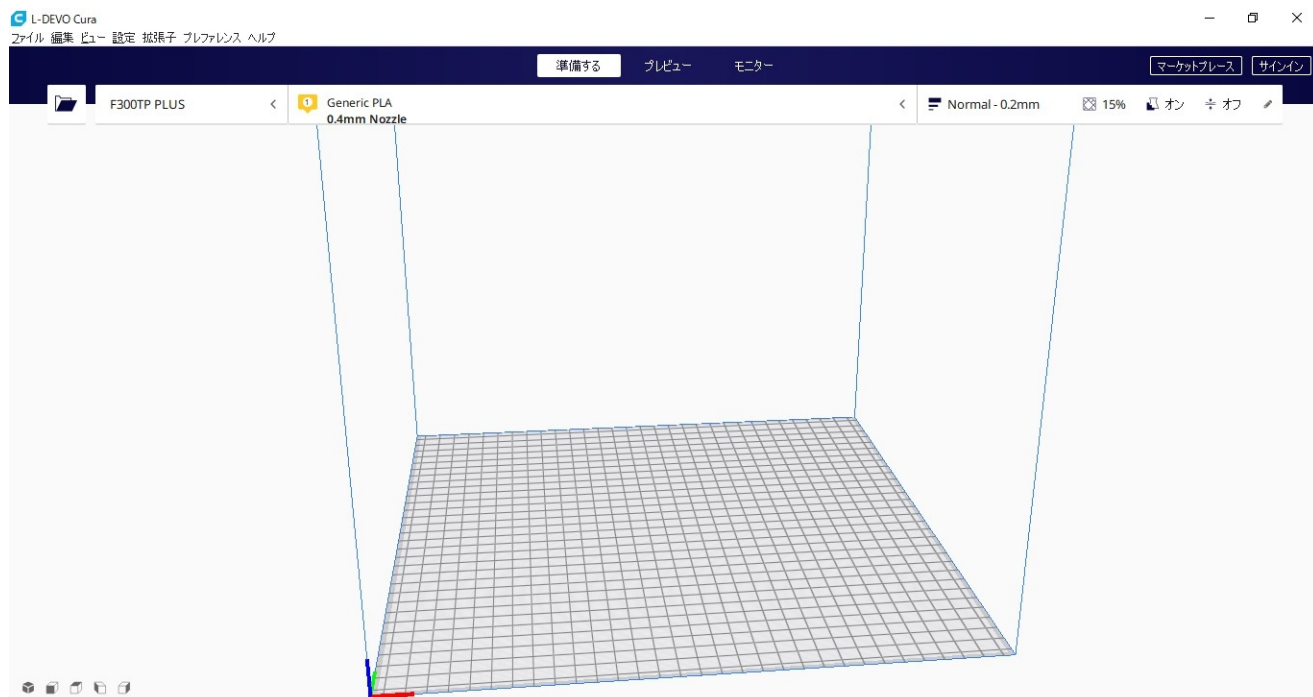 L-DEVO Cura
ファイル 編集 ビュー 設定 拡張子 プレファレンス ヘルプ
準備する プレビュー モニター マーケットプレース サインイン
F300TP PLUS 1 Generic PLA Normal - 0.2mm 15% オン オフ
0.4mm Nozzle